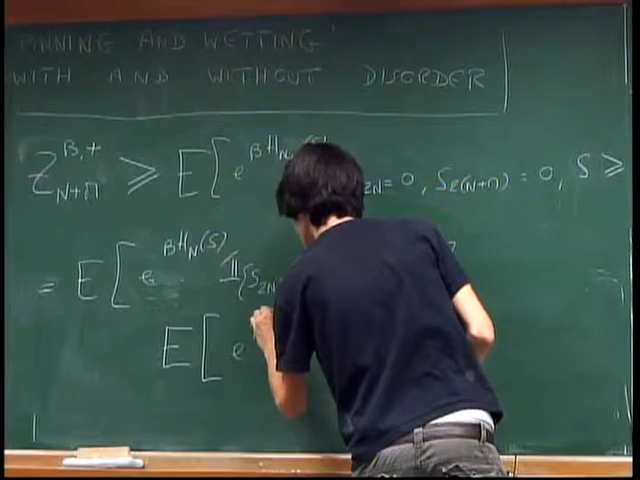 PINNING AND WETTING
WITH AND WITHOUT DISORDER
Z^{β,+}_{N+M} ≥ E[e^{βH_N(S)} S_{2N}=0, S_{2(N+M)}=0, S ≥
= E[e^{βH_N(S)} 𝟙{S_{2N}
E[e